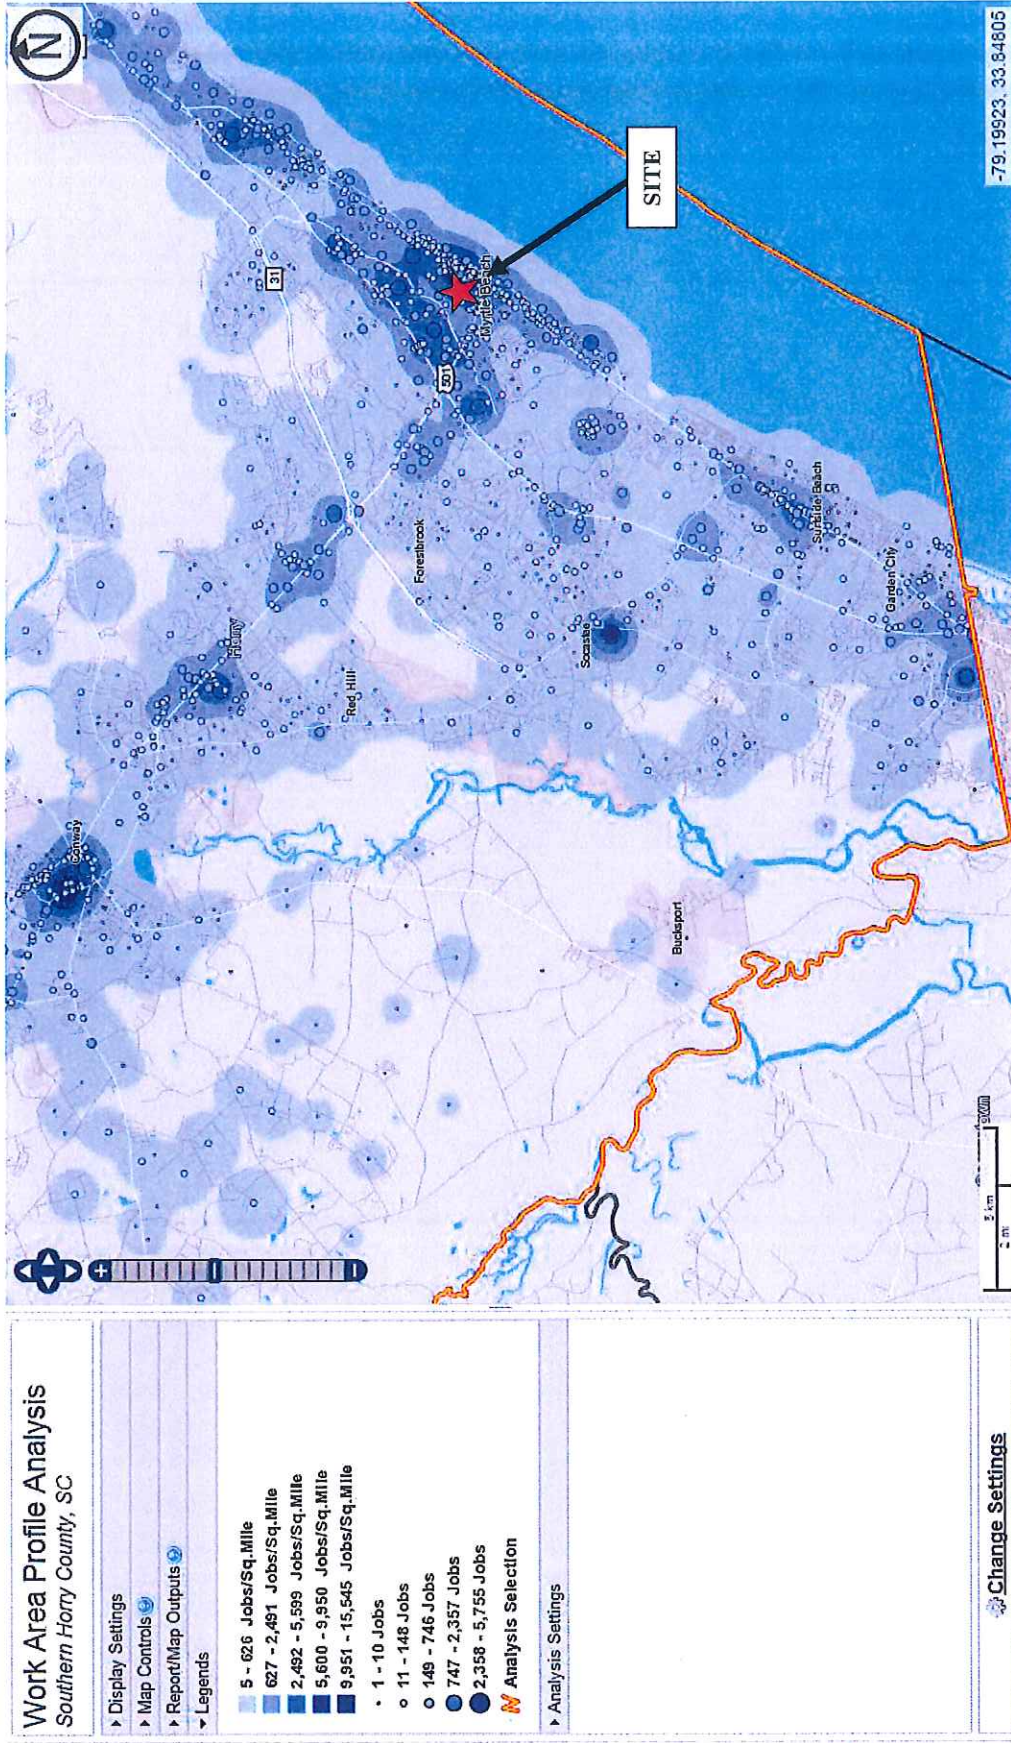 Work Area Profile Analysis
Southern Horry County, SC
Display Settings
Map Controls
Report/Map Outputs
Legends
5 - 626 Jobs/Sq.Mile
627 - 2,491 Jobs/Sq.Mile
2,492 - 5,599 Jobs/Sq.Mile
5,600 - 9,950 Jobs/Sq.Mile
9,951 - 15,545 Jobs/Sq.Mile
1 - 10 Jobs
11 - 148 Jobs
149 - 746 Jobs
747 - 2,357 Jobs
2,358 - 5,755 Jobs
Analysis Selection
Analysis Settings
Change Settings
N
Conway
Horry
Red Hill
31
501
Forestbrook
Myrtle Beach
SITE
Socastee
Bucksport
Surfside Beach
Garden City
3 km
2 mi
-79.19923, 33.84805